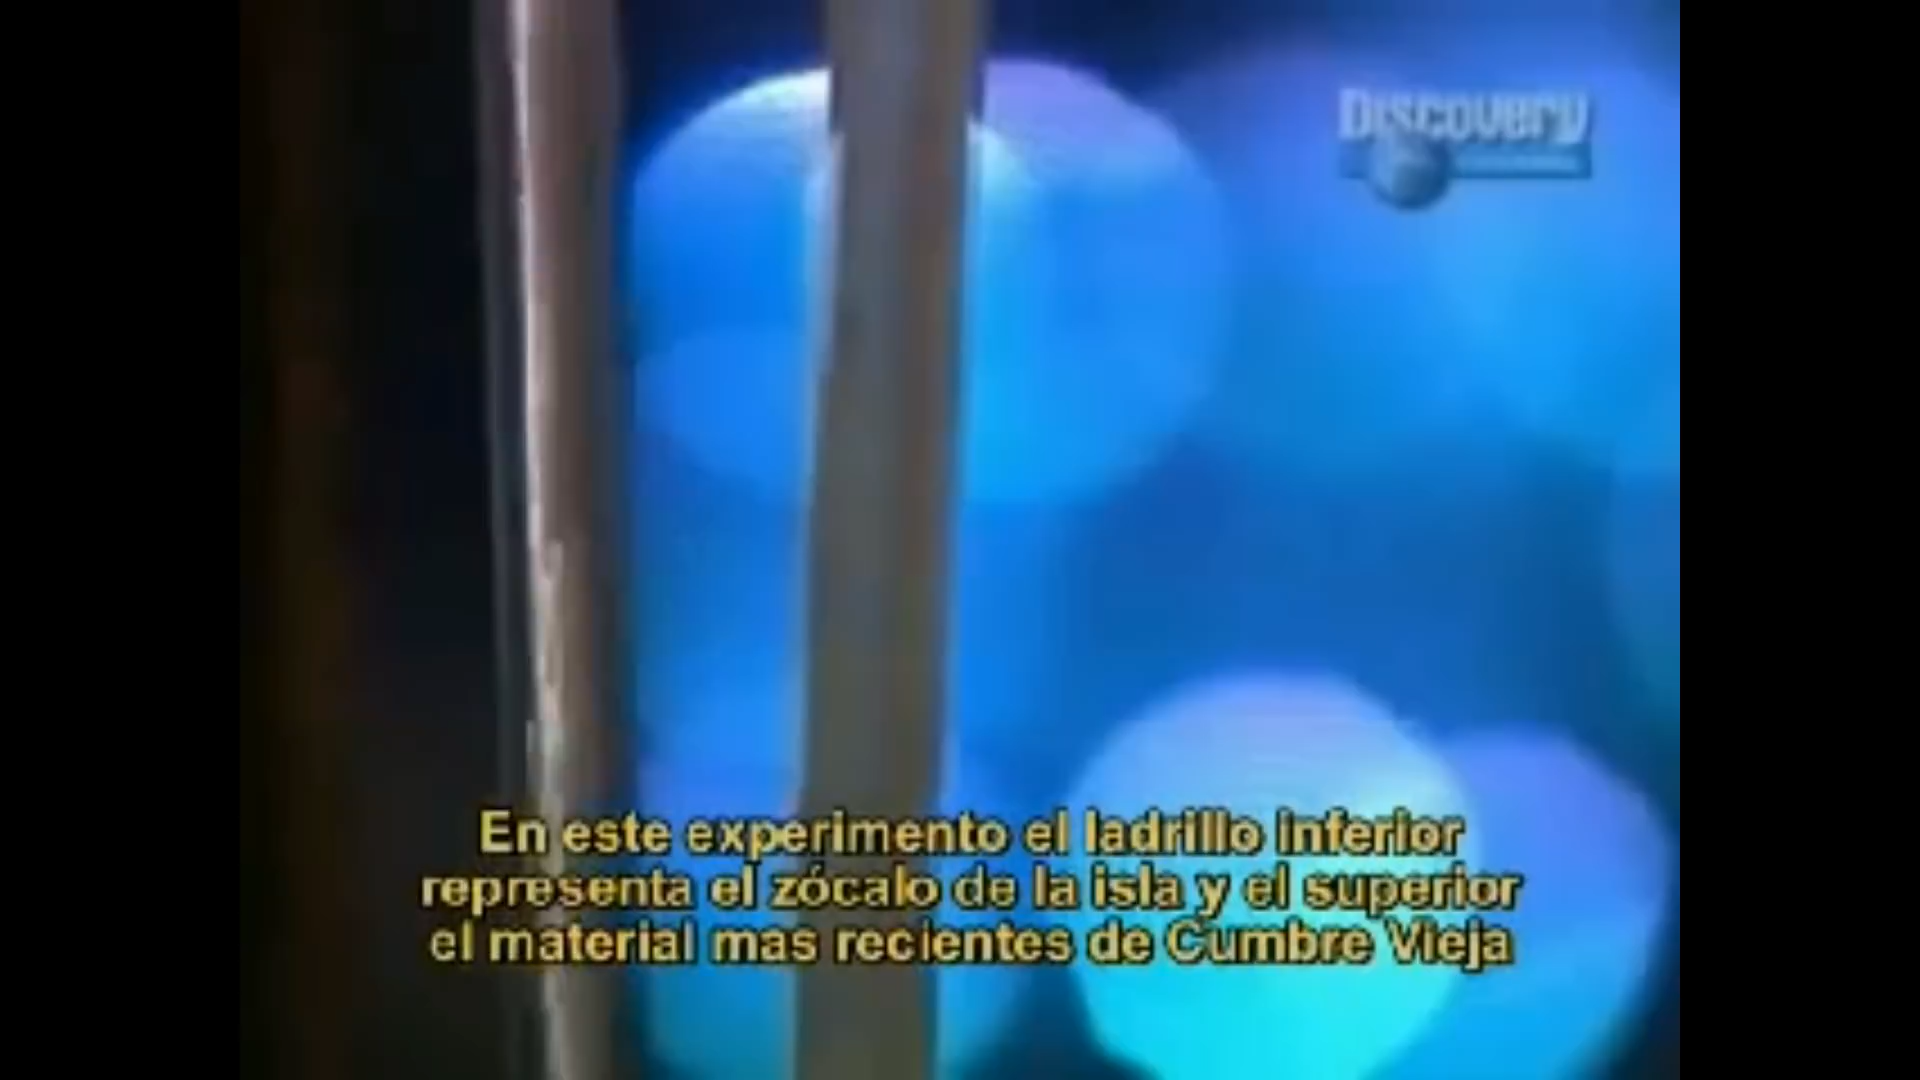 Discovery
En este experimento el ladrillo inferior
representa el zócalo de la isla y el superior
el material mas recientes de Cumbre Vieja